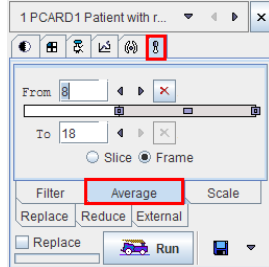 1 PCARD1 Patient with r...
From 8
To 18
Slice Frame
Filter Average Scale
Replace Reduce External
Replace Run